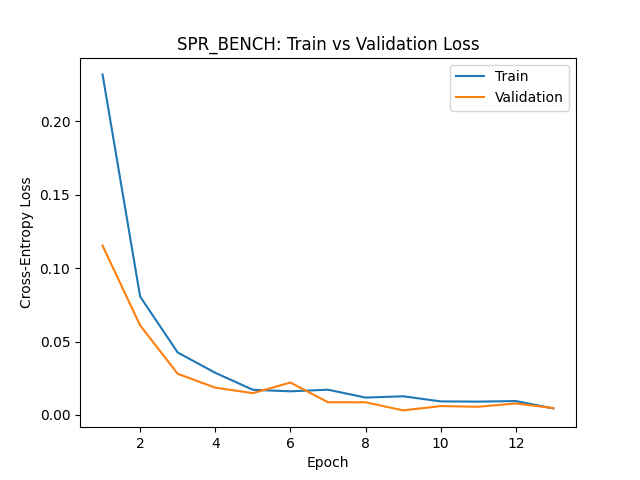 SPR_BENCH: Train vs Validation Loss
Train
Validation
Cross-Entropy Loss
0.20
0.15
0.10
0.05
0.00
2 4 6 8 10 12
Epoch